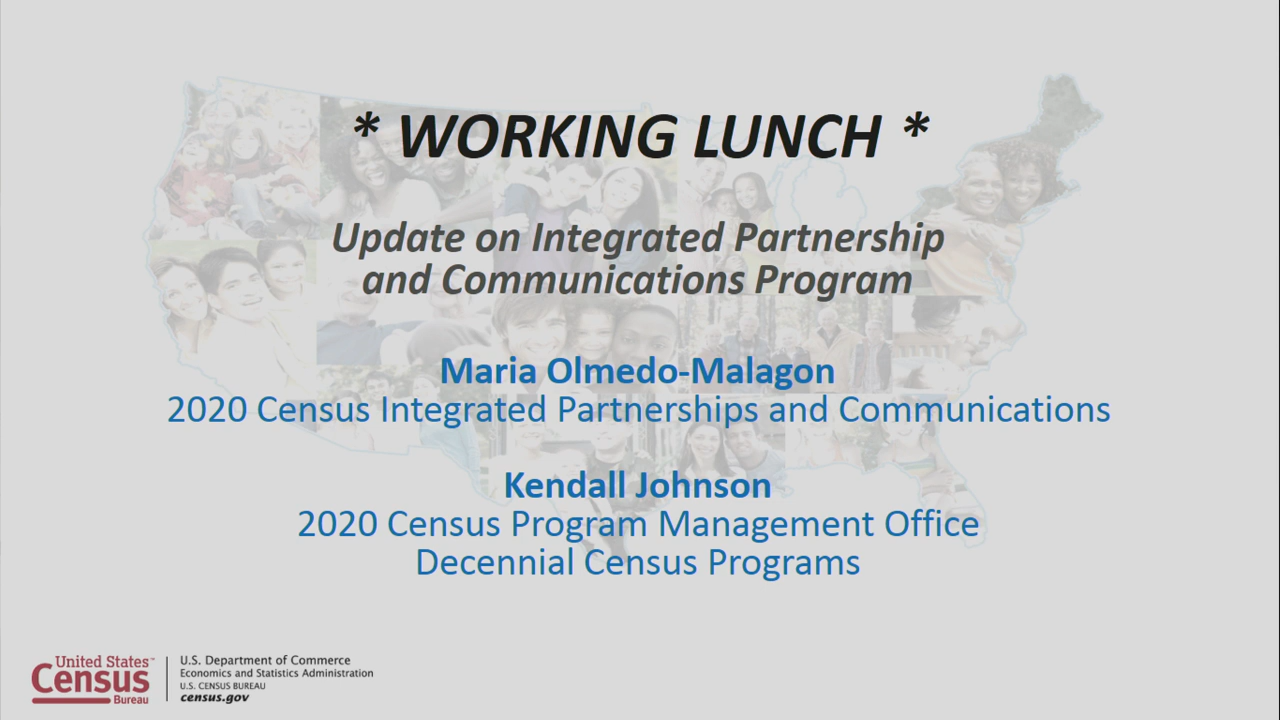 * WORKING LUNCH *
Update on Integrated Partnership
and Communications Program
Maria Olmedo-Malagon
2020 Census Integrated Partnerships and Communications
Kendall Johnson
2020 Census Program Management Office
Decennial Census Programs
United States™
Census
Bureau
U.S. Department of Commerce
Economics and Statistics Administration
U.S. CENSUS BUREAU
census.gov